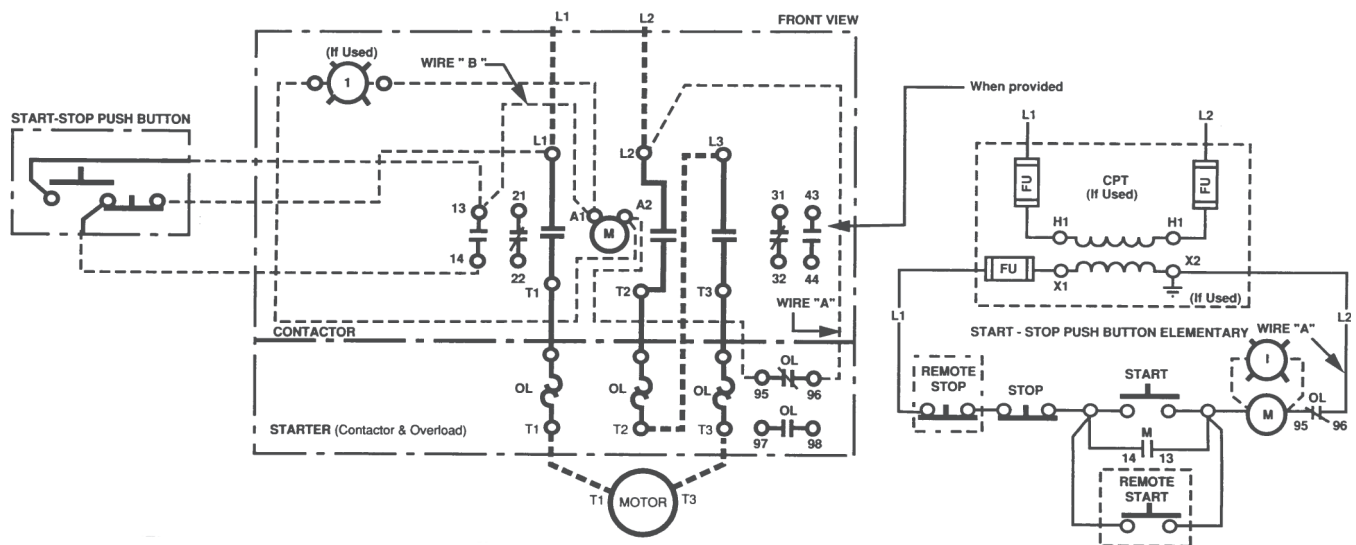 L1
L2
FRONT VIEW
(If Used)
1
WIRE "B"
START-STOP PUSH BUTTON
L1
L2
L3
13
21
A1
A2
M
31
43
14
22
T1
T2
T3
32
44
WIRE "A"
CONTACTOR
OL
OL
OL
95
OL
96
T1
T2
T3
OL
97
98
STARTER (Contactor & Overload)
T1
MOTOR
T3
When provided
L1
L2
FU
CPT
(If Used)
FU
H1
H1
FU
X1
X2
(If Used)
L1
L2
START - STOP PUSH BUTTON ELEMENTARY
WIRE "A"
I
REMOTE
STOP
STOP
START
M
OL
95
96
M
14
13
REMOTE
START